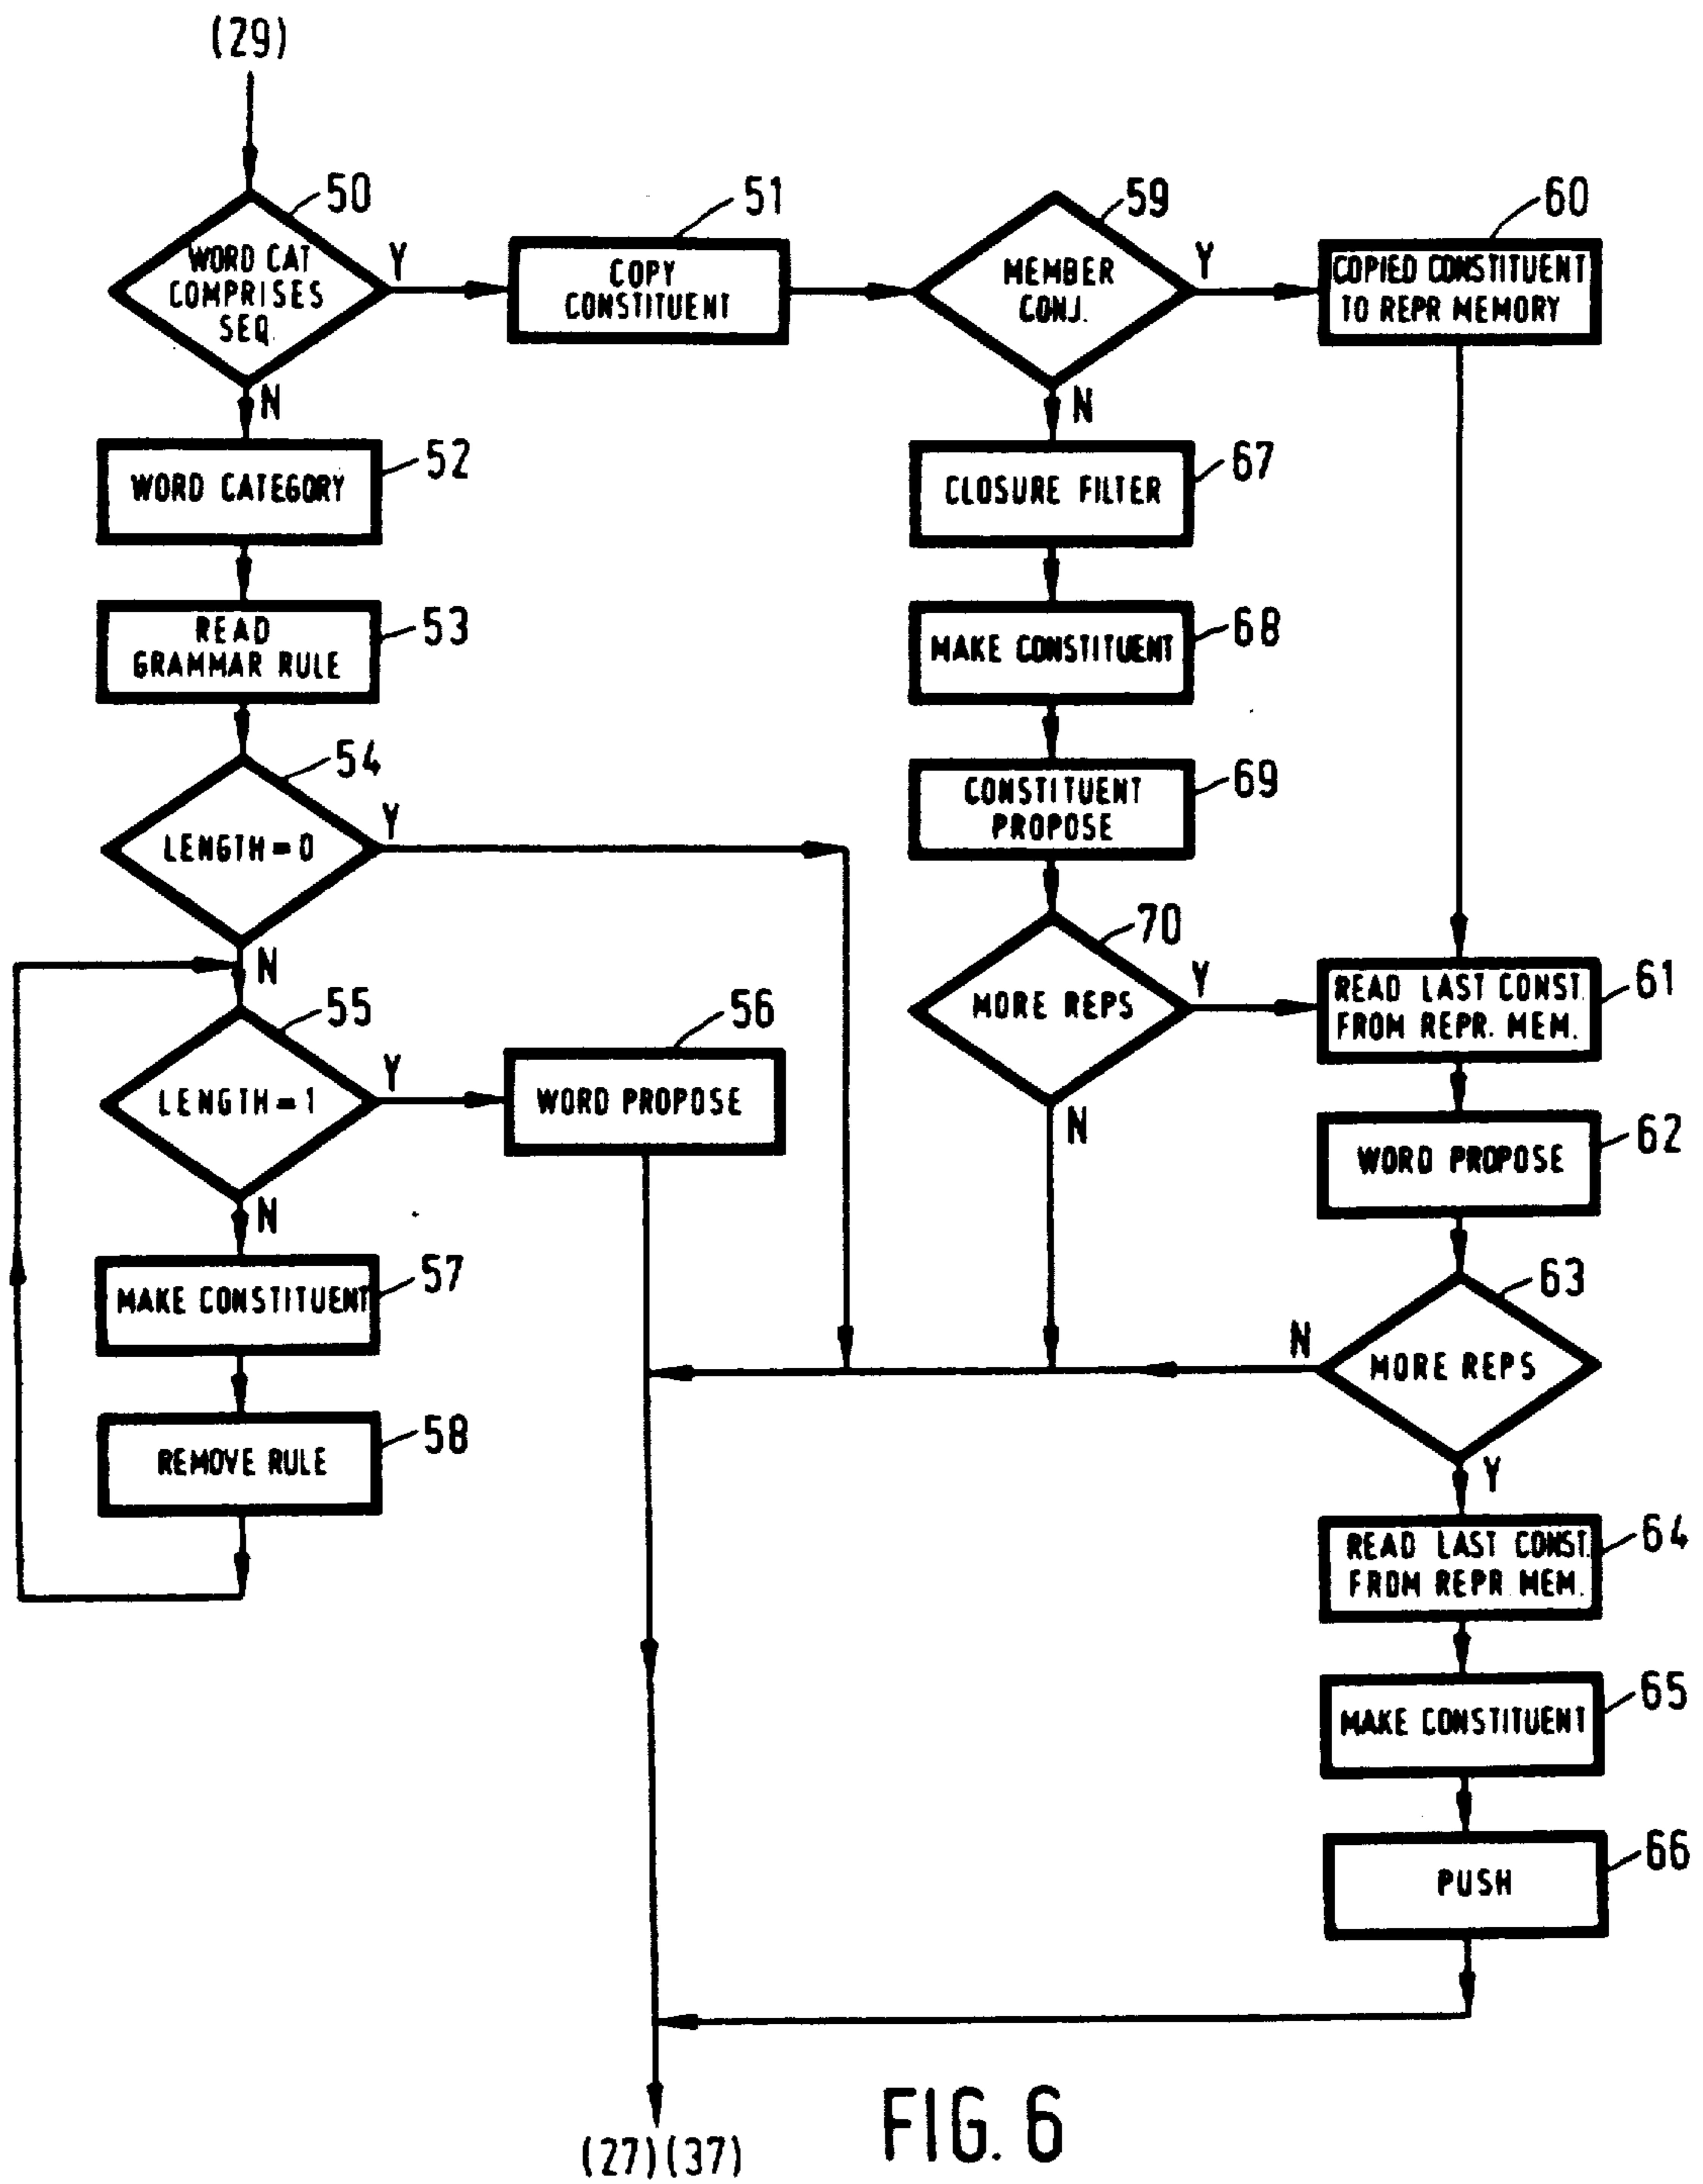 (29)
50
WORD CAT
COMPRISES
SEQ.
Y
N
51
COPY
CONSTITUENT
59
MEMBER
CONJ.
Y
N
60
COPIED CONSTITUENT
TO REPR MEMORY
52
WORD CATEGORY
67
CLOSURE FILTER
53
READ
GRAMMAR RULE
68
MAKE CONSTITUENT
54
LENGTH = 0
Y
N
69
CONSTITUENT
PROPOSE
70
MORE REPS
Y
N
61
READ LAST CONST.
FROM REPR. MEM.
55
LENGTH = 1
Y
N
56
WORD PROPOSE
62
WORD PROPOSE
57
MAKE CONSTITUENT
63
MORE REPS
N
Y
58
REMOVE RULE
64
READ LAST CONST.
FROM REPR. MEM.
65
MAKE CONSTITUENT
66
PUSH
(27)(37)
FIG. 6